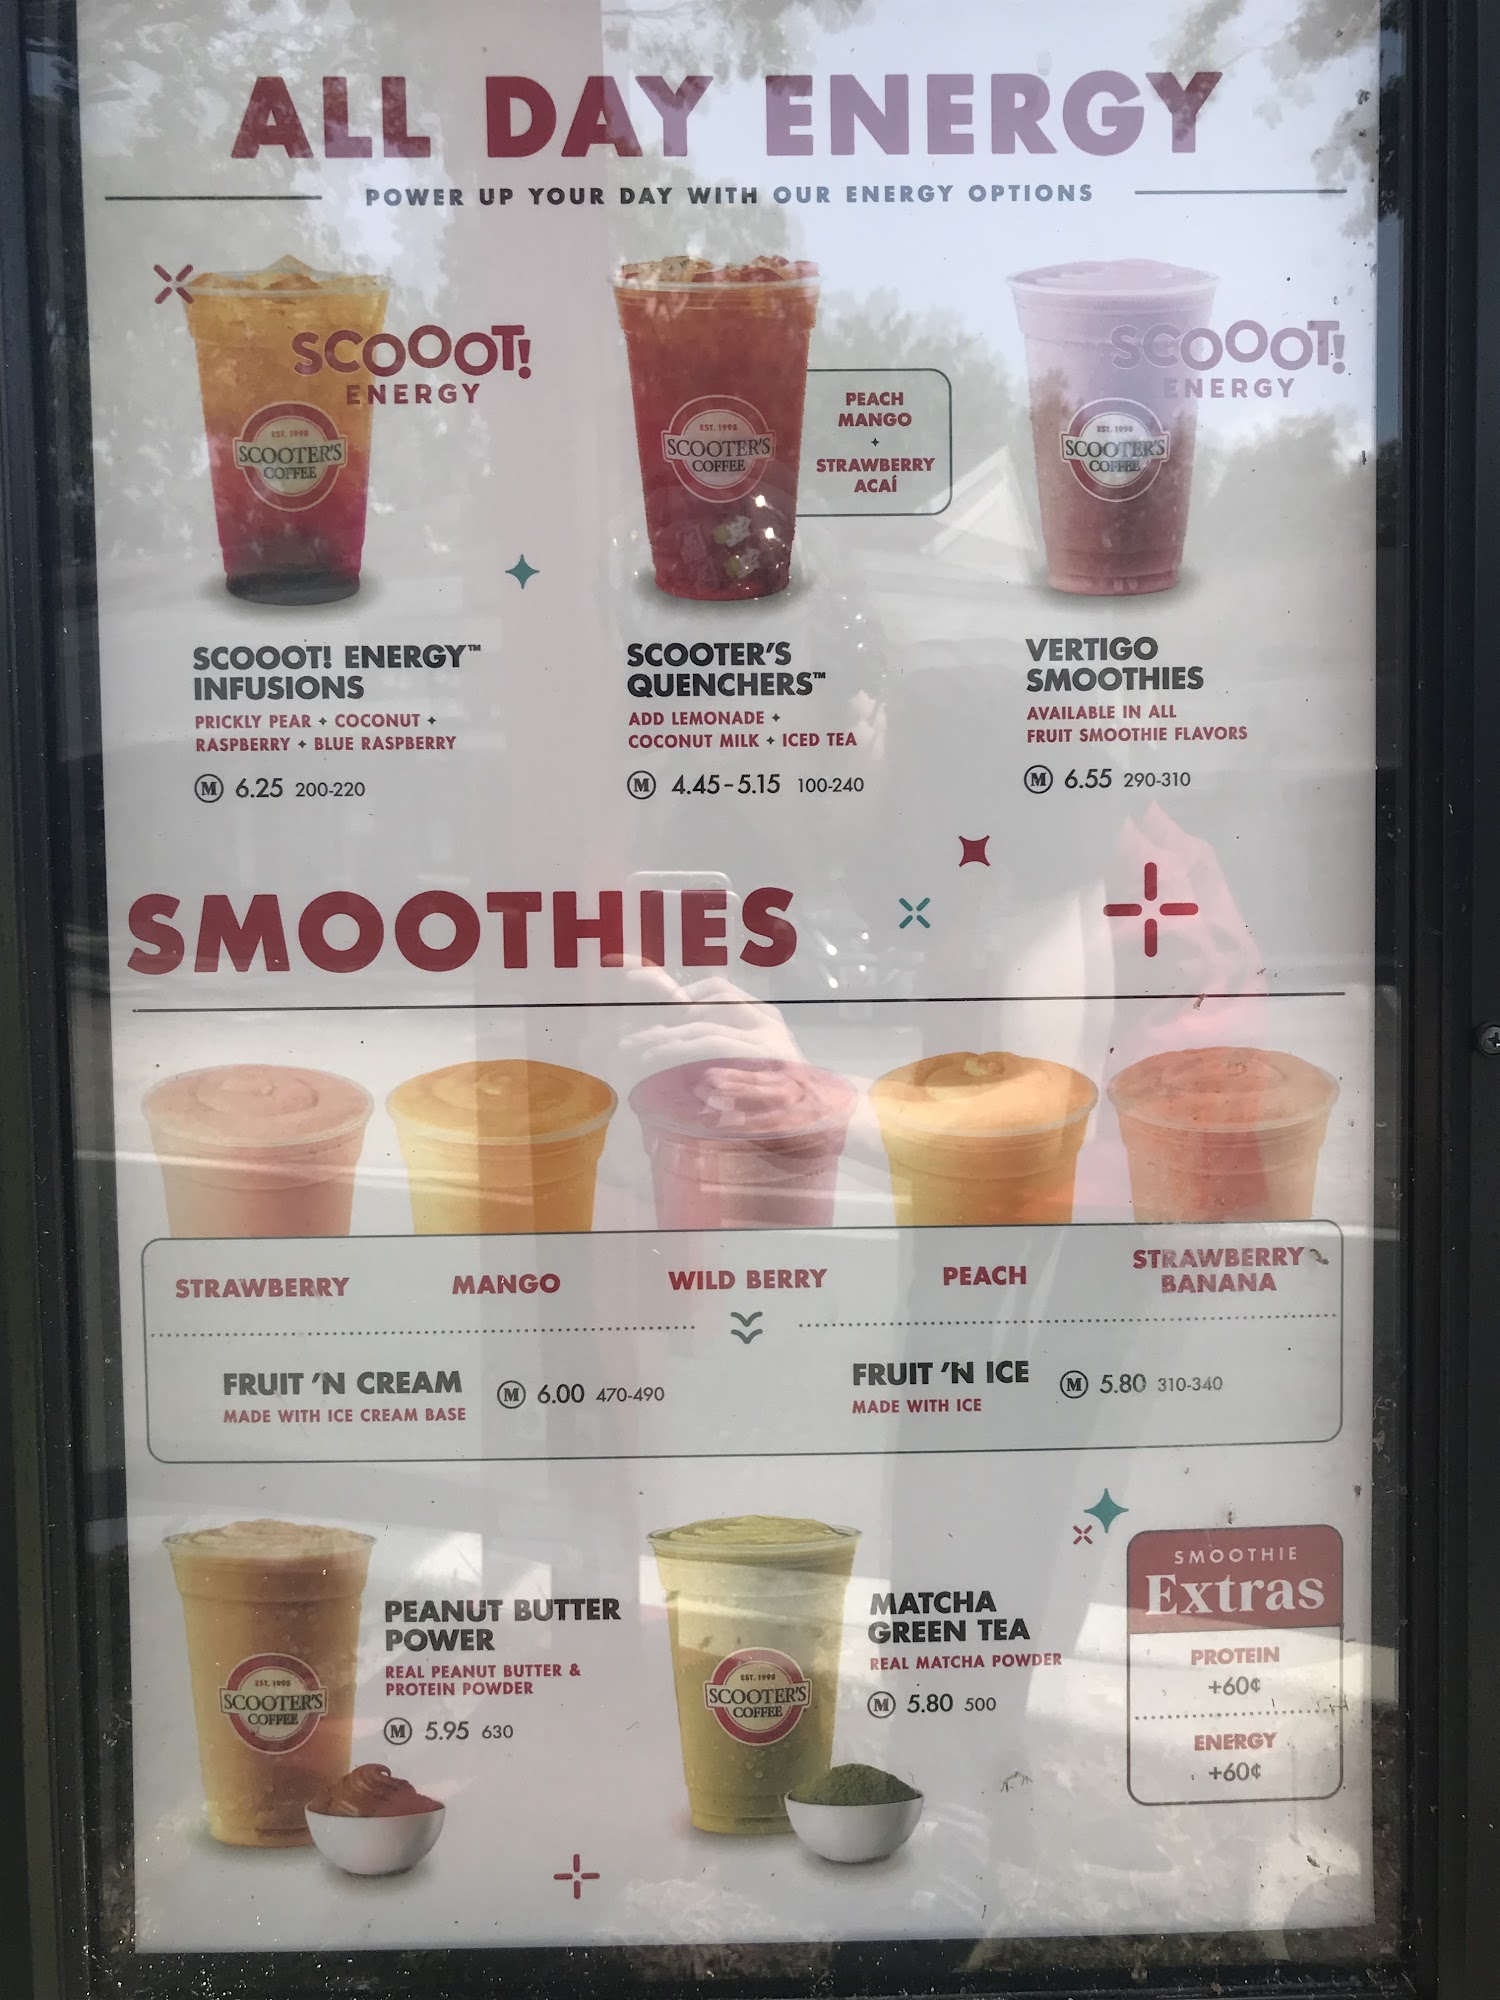 ALL DAY ENERGY
POWER UP YOUR DAY WITH OUR ENERGY OPTIONS
SCOOOT!
ENERGY
EST. 1998
SCOOTER'S
COFFEE
SCOOOT! ENERGY™
INFUSIONS
PRICKLY PEAR + COCONUT +
RASPBERRY + BLUE RASPBERRY
M 6.25 200-220
EST. 1998
SCOOTER'S
COFFEE
PEACH
MANGO
+
STRAWBERRY
ACAÍ
SCOOTER'S
QUENCHERS™
ADD LEMONADE +
COCONUT MILK + ICED TEA
M 4.45-5.15 100-240
SCOOOT!
ENERGY
EST. 1998
SCOOTER'S
COFFEE
VERTIGO
SMOOTHIES
AVAILABLE IN ALL
FRUIT SMOOTHIE FLAVORS
M 6.55 290-310
SMOOTHIES
STRAWBERRY
MANGO
WILD BERRY
PEACH
STRAWBERRY
BANANA
FRUIT 'N CREAM
MADE WITH ICE CREAM BASE
M 6.00 470-490
FRUIT 'N ICE
MADE WITH ICE
M 5.80 310-340
EST. 1998
SCOOTER'S
COFFEE
PEANUT BUTTER
POWER
REAL PEANUT BUTTER &
PROTEIN POWDER
M 5.95 630
EST. 1998
SCOOTER'S
COFFEE
MATCHA
GREEN TEA
REAL MATCHA POWDER
M 5.80 500
SMOOTHIE
Extras
PROTEIN
+60¢
ENERGY
+60¢